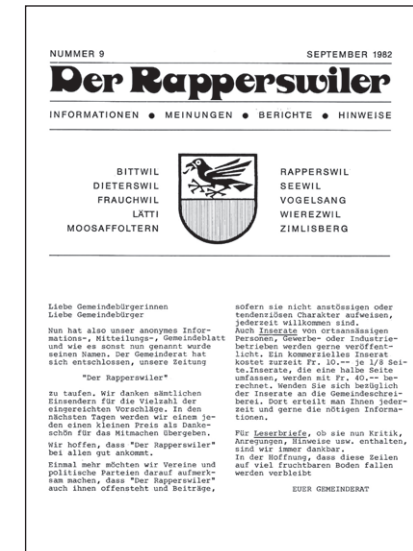 NUMMER 9 SEPTEMBER 1982
Der Rapperswiler
INFORMATIONEN ● MEINUNGEN ● BERICHTE ● HINWEISE
BITTWIL
DIETERSWIL
FRAUCHWIL
LÄTTI
MOOSAFFOLTERN
RAPPERSWIL
SEEWIL
VOGELSANG
WIEREZWIL
ZIMLISBERG
Liebe Gemeindebürgerinnen
Liebe Gemeindebürger
Nun hat also unser anonymes Infor-
mations-, Mitteilungs-, Gemeindeblatt
und wie es sonst nun genannt wurde
seinen Namen. Der Gemeinderat hat
sich entschlossen, unsere Zeitung
"Der Rapperswiler"
zu taufen. Wir danken sämtlichen
Einsendern für die Vielzahl der
eingereichten Vorschläge. In den
nächsten Tagen werden wir einem je-
den einen kleinen Preis als Danke-
schön für das Mitmachen übergeben.
Wir hoffen, dass "Der Rapperswiler"
bei allen gut ankommt.
Einmal mehr möchten wir Vereine und
politische Parteien darauf aufmerk-
sam machen, dass "Der Rapperswiler"
auch ihnen offensteht und Beiträge,
sofern sie nicht anstössigen oder
tendenziösen Charakter aufweisen,
jederzeit willkommen sind.
Auch Inserate von ortsansässigen
Personen, Gewerbe- oder Industrie-
betrieben werden gerne veröffent-
licht. Ein kommerzielles Inserat
kostet zurzeit Fr. 10.-- je 1/8 Sei-
te.Inserate, die eine halbe Seite
umfassen, werden mit Fr. 40.-- be-
rechnet. Wenden Sie sich bezüglich
der Inserate an die Gemeindeschrei-
berei. Dort erteilt man Ihnen jeder-
zeit und gerne die nötigen Informa-
tionen.
Für Leserbriefe, ob sie nun Kritik,
Anregungen, Hinweise usw. enthalten,
sind wir immer dankbar.
In der Hoffnung, dass diese Zeilen
auf viel fruchtbaren Boden fallen
werden verbleibt
EUER GEMEINDERAT